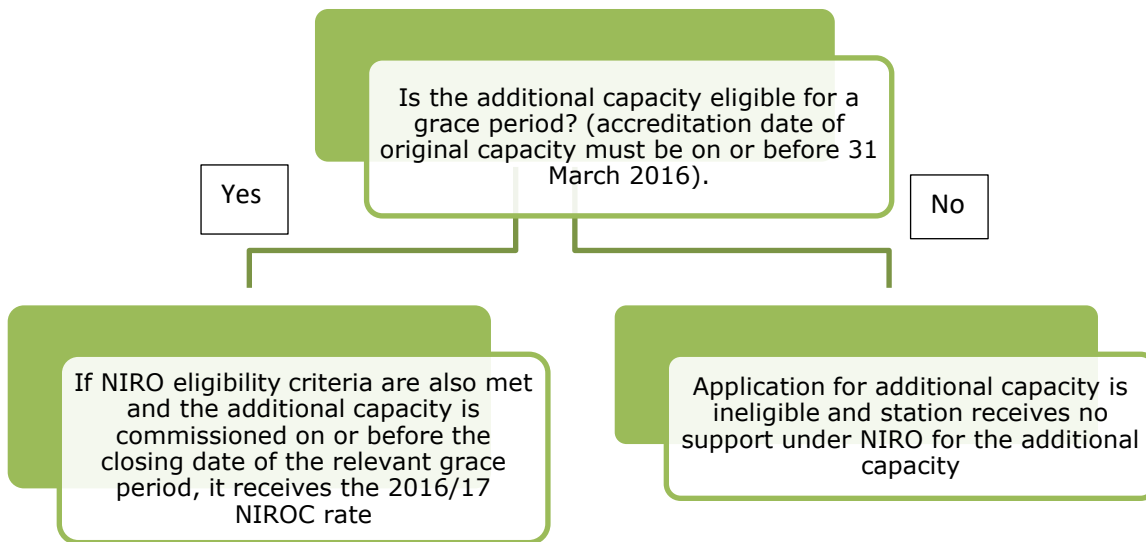 Is the additional capacity eligible for a
grace period? (accreditation date of
original capacity must be on or before 31
March 2016).
Yes
No
If NIRO eligibility criteria are also met
and the additional capacity is
commissioned on or before the
closing date of the relevant grace
period, it receives the 2016/17
NIROC rate
Application for additional capacity is
ineligible and station receives no
support under NIRO for the additional
capacity